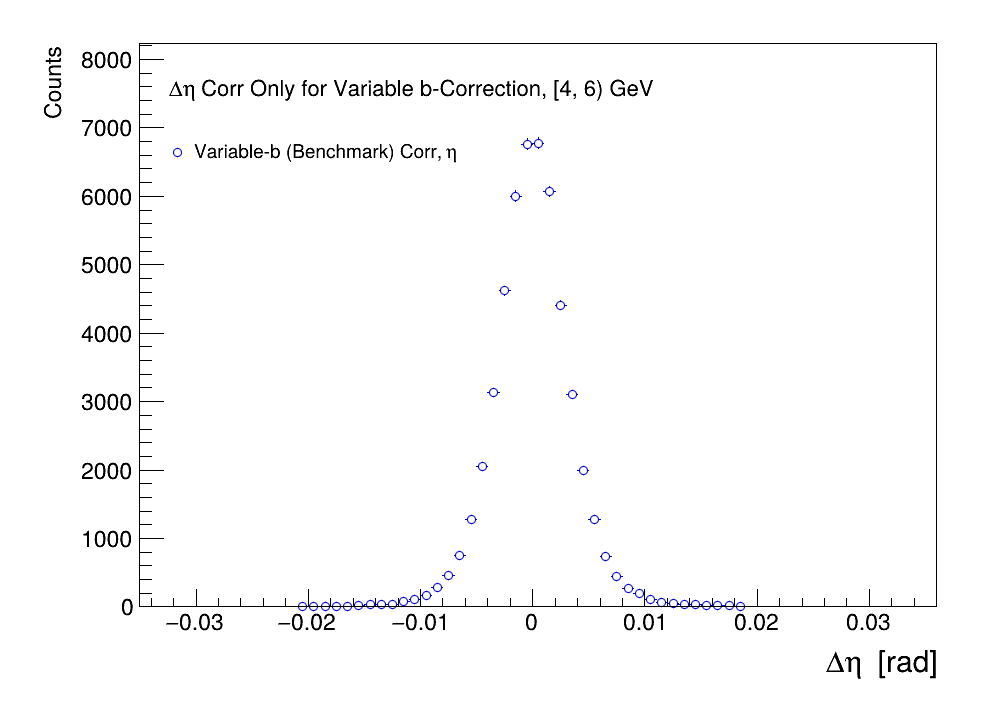 Counts
8000
Δη Corr Only for Variable b-Correction, [4, 6) GeV
7000
Variable-b (Benchmark) Corr, η
6000
5000
4000
3000
2000
1000
0
−0.03 −0.02 −0.01 0 0.01 0.02 0.03
Δη [rad]